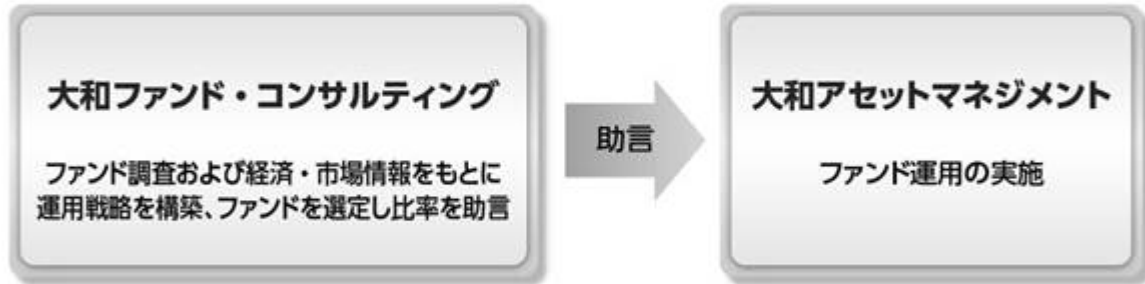 大和ファンド・コンサルティング
ファンド調査および経済・市場情報をもとに
運用戦略を構築、ファンドを選定し比率を助言
助言
大和アセットマネジメント
ファンド運用の実施